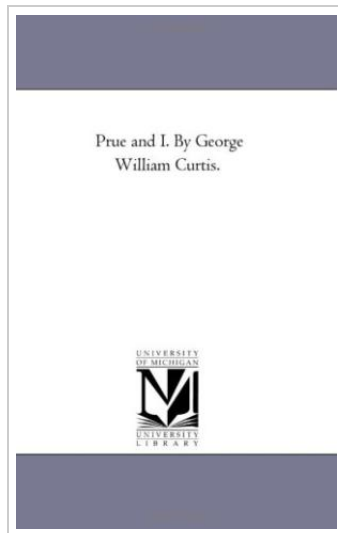 Prue and I. By George
William Curtis.
UNIVERSITY
OF MICHIGAN
UNIVERSITY
LIBRARY